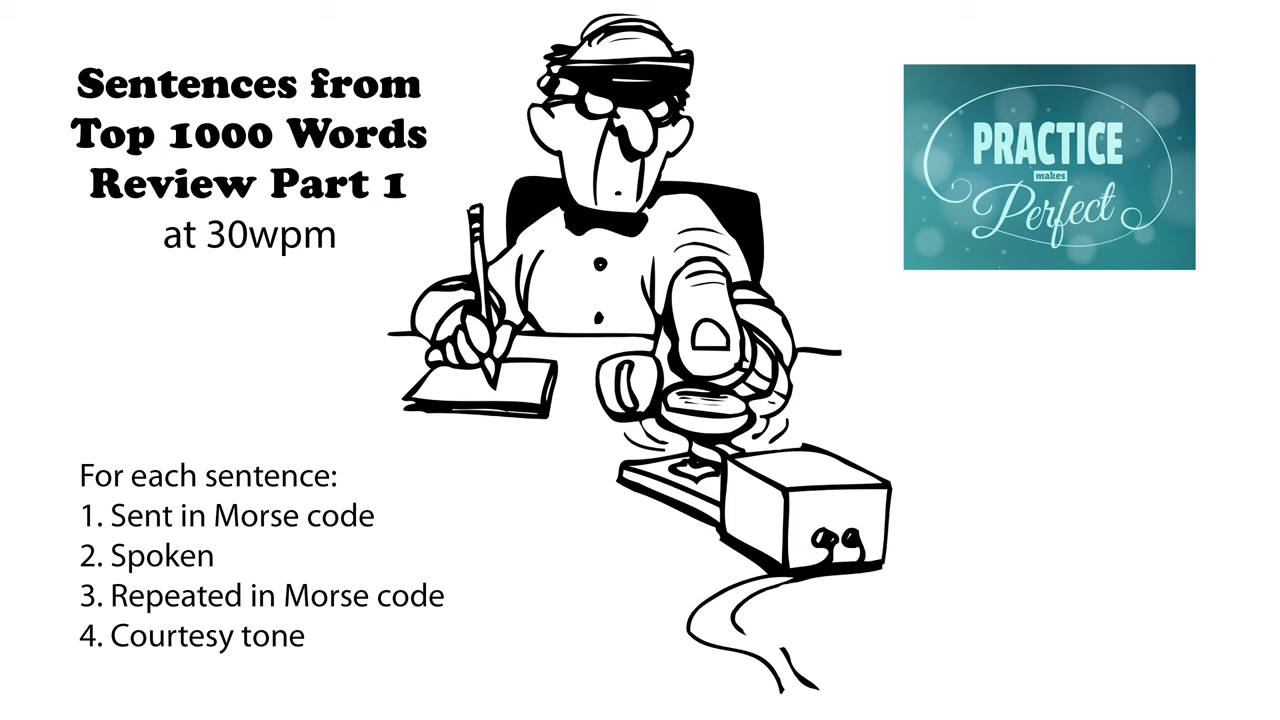 Sentences from
Top 1000 Words
Review Part 1
at 30wpm
PRACTICE
makes
Perfect
For each sentence:
1. Sent in Morse code
2. Spoken
3. Repeated in Morse code
4. Courtesy tone